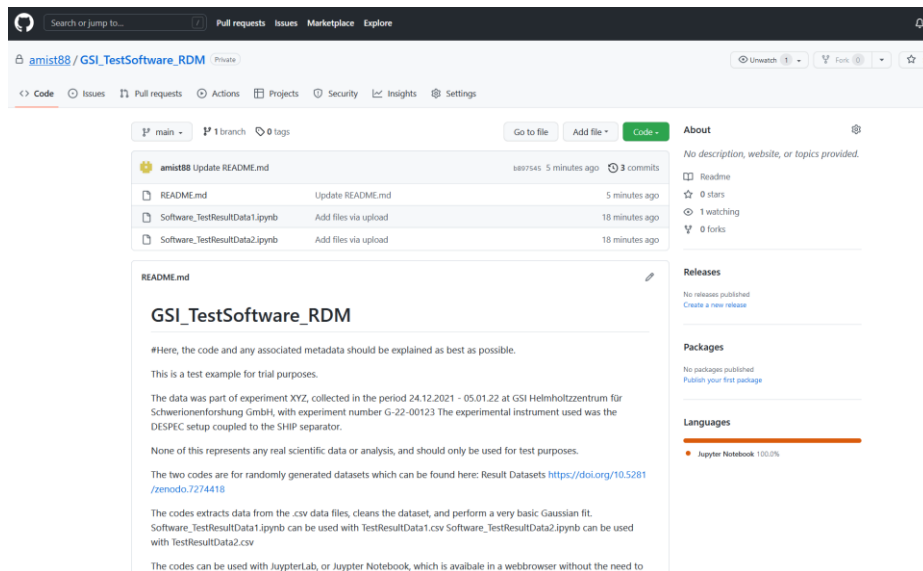 Search or jump to... /
Pull requests Issues Marketplace Explore
amist88 / GSI_TestSoftware_RDM Private
Unwatch 1
Fork 0
Code Issues Pull requests Actions Projects Security Insights Settings
main 1 branch 0 tags
Go to file Add file Code
amist88 Update README.md
5 minutes ago 3 commits
README.md Update README.md 5 minutes ago
Software_TestResultData1.ipynb Add files via upload 18 minutes ago
Software_TestResultData2.ipynb Add files via upload 18 minutes ago
README.md
GSI_TestSoftware_RDM
#Here, the code and any associated metadata should be explained as best as possible.
This is a test example for trial purposes.
The data was part of experiment XYZ, collected in the period 24.12.2021 - 05.01.22 at GSI Helmholtzzentrum für
Schwerionenforshung GmbH, with experiment number G-22-00123 The experimental instrument used was the
DESPEC setup coupled to the SHIP separator.
None of this represents any real scientific data or analysis, and should only be used for test purposes.
The two codes are for randomly generated datasets which can be found here: Result Datasets https://doi.org/10.5281
/zenodo.7274418
The codes extracts data from the .csv data files, cleans the dataset, and perform a very basic Gaussian fit.
Software_TestResultData1.ipynb can be used with TestResultData1.csv Software_TestResultData2.ipynb can be used
with TestResultData2.csv
The codes can be used with JuypterLab, or Juypter Notebook, which is avaibale in a webbrowser without the need to
About
No description, website, or topics provided.
Readme
0 stars
1 watching
0 forks
Releases
No releases published
Create a new release
Packages
No packages published
Publish your first package
Languages
Jupyter Notebook 100.0%